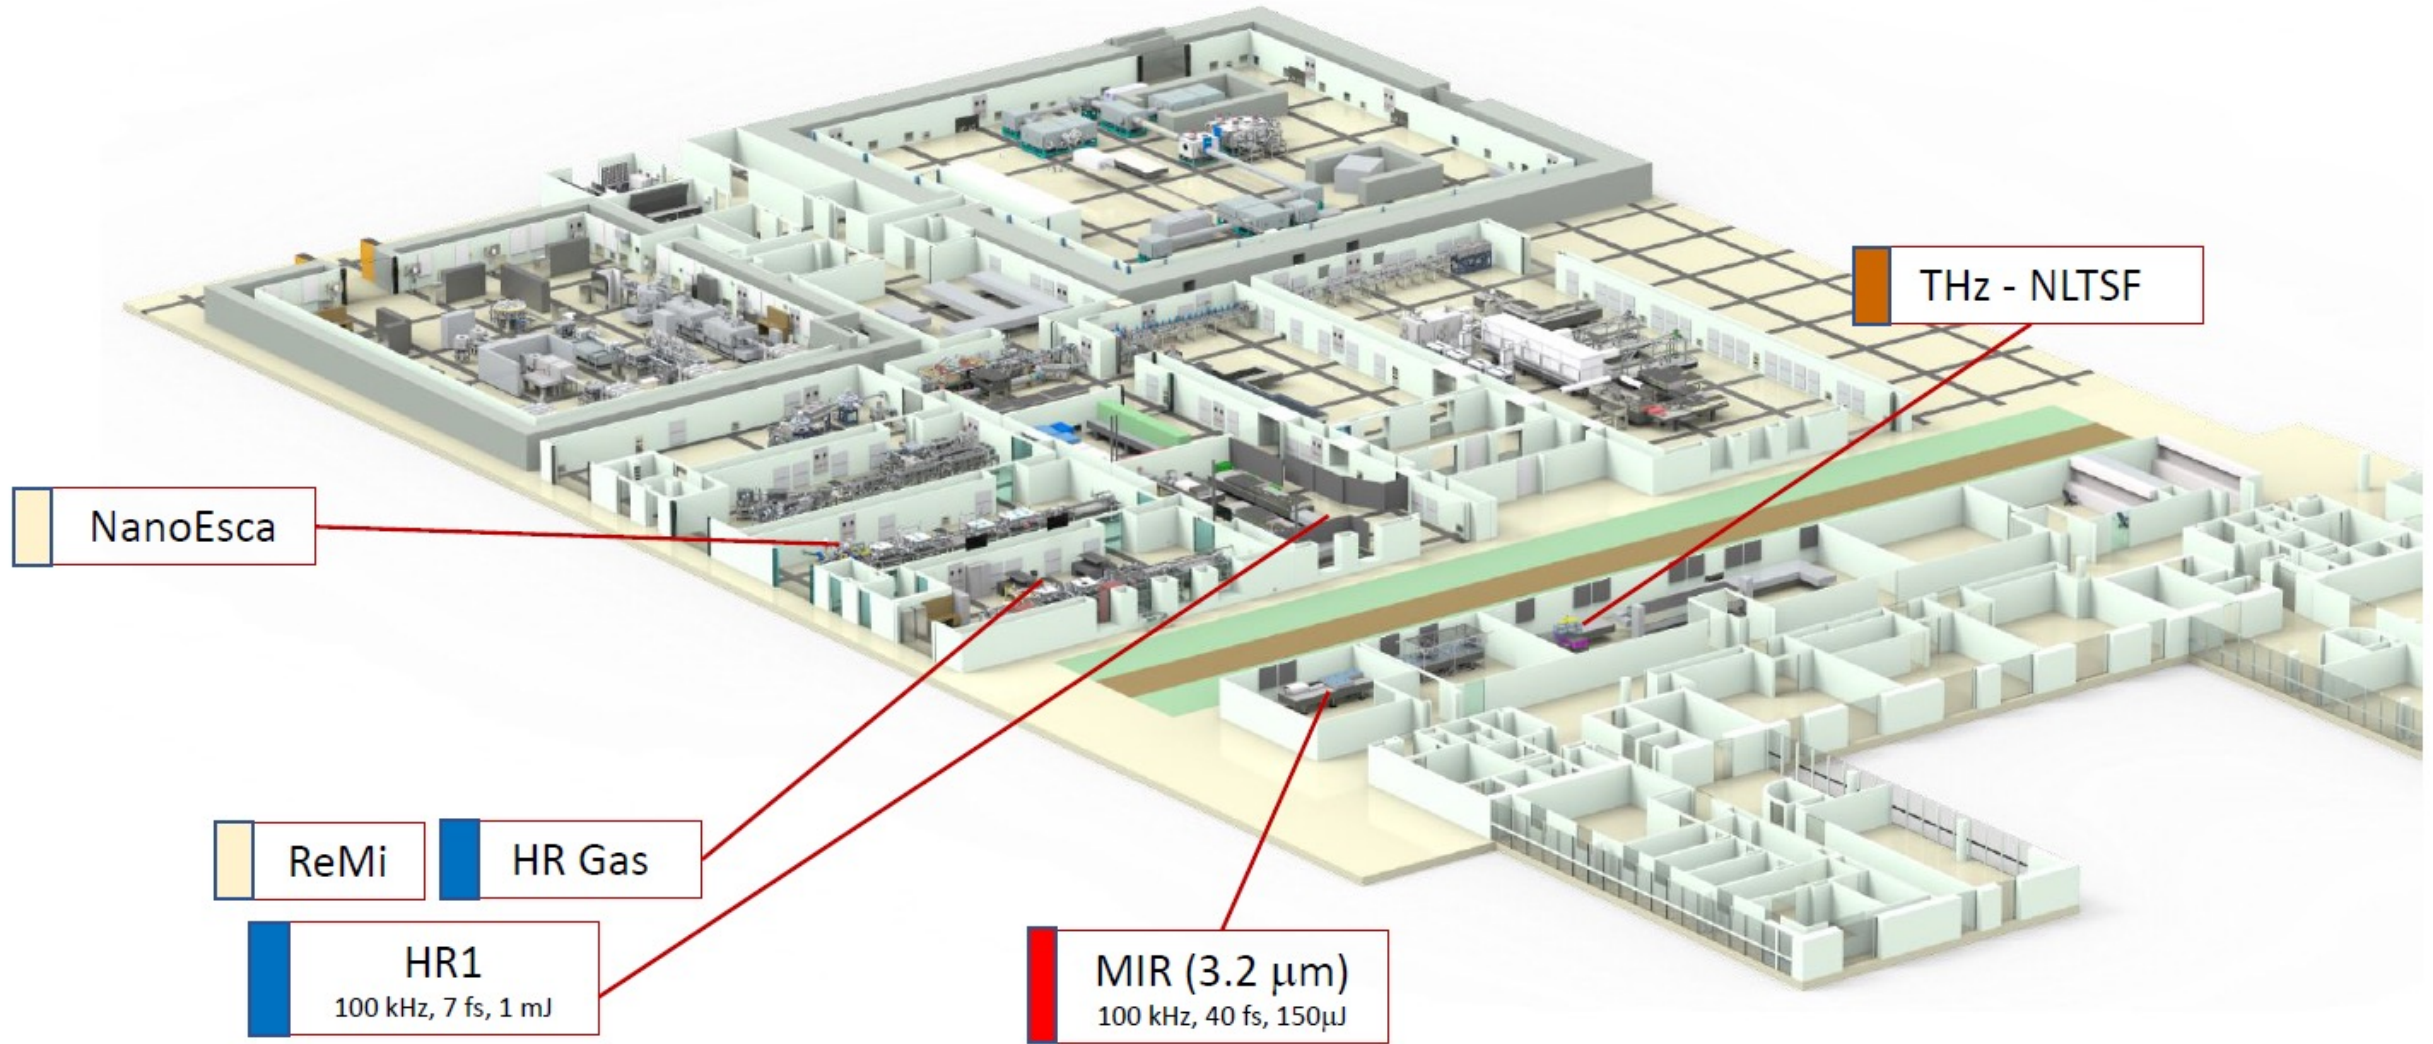 THz - NLTSF
NanoEsca
ReMi
HR Gas
HR1
100 kHz, 7 fs, 1 mJ
MIR (3.2 μm)
100 kHz, 40 fs, 150μJ